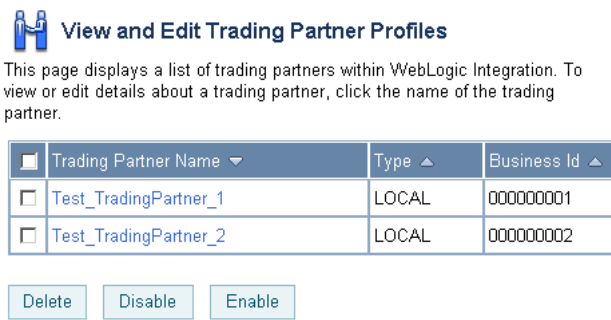 View and Edit Trading Partner Profiles
This page displays a list of trading partners within WebLogic Integration. To
view or edit details about a trading partner, click the name of the trading
partner.
Trading Partner Name Type Business Id
Test_TradingPartner_1 LOCAL 000000001
Test_TradingPartner_2 LOCAL 000000002
Delete Disable Enable